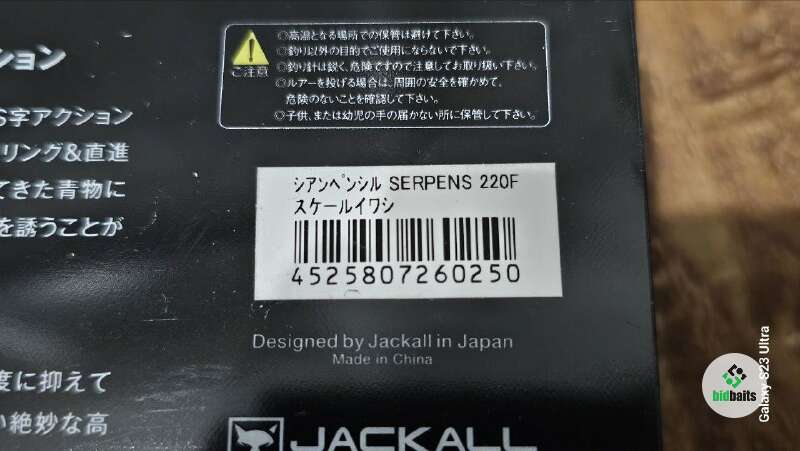 ション
S字アクション
リング&直進
てきた青物に
を誘うことが
ご注意
◎高温となる場所での保管は避けて下さい。
◎釣り以外の目的でご使用にならないで下さい。
◎釣り針は鋭く、危険ですので注意してお取り扱い下さい。
◎ルアーを投げる場合は、周囲の安全を確かめて、
危険のないことを確認して下さい。
◎子供、または幼児の手の届かない所に保管して下さい。
シアンペンシル SERPENS 220F
スケールイワシ
4525807260250
Designed by Jackall in Japan
Made in China
度に抑えて
い絶妙な高
JACKALL
bidbaits
Galaxy S23 Ultra